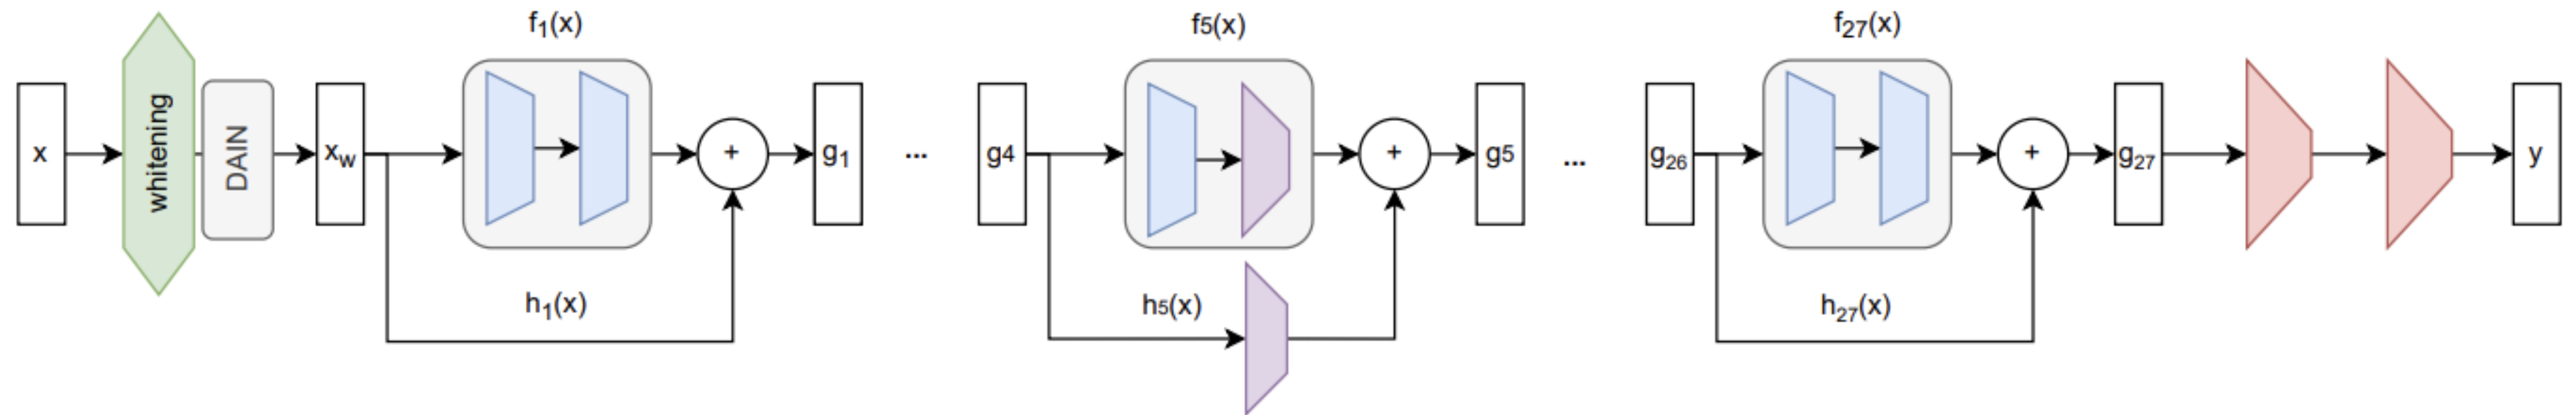 f1(x)
f5(x)
f27(x)
x
whitening
DAIN
xw
+
g1
...
g4
+
g5
...
g26
+
g27
y
h1(x)
h5(x)
h27(x)